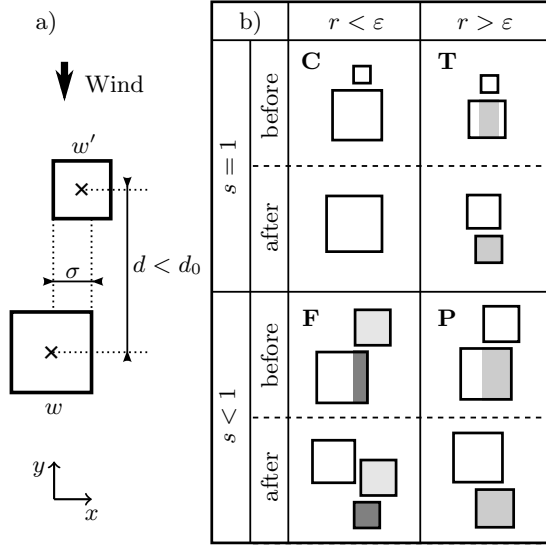 a)
Wind
w′
σ
d < d₀
w
y
x
b)
r < ε
r > ε
s = 1
before
C
T
after
s < 1
before
F
P
after